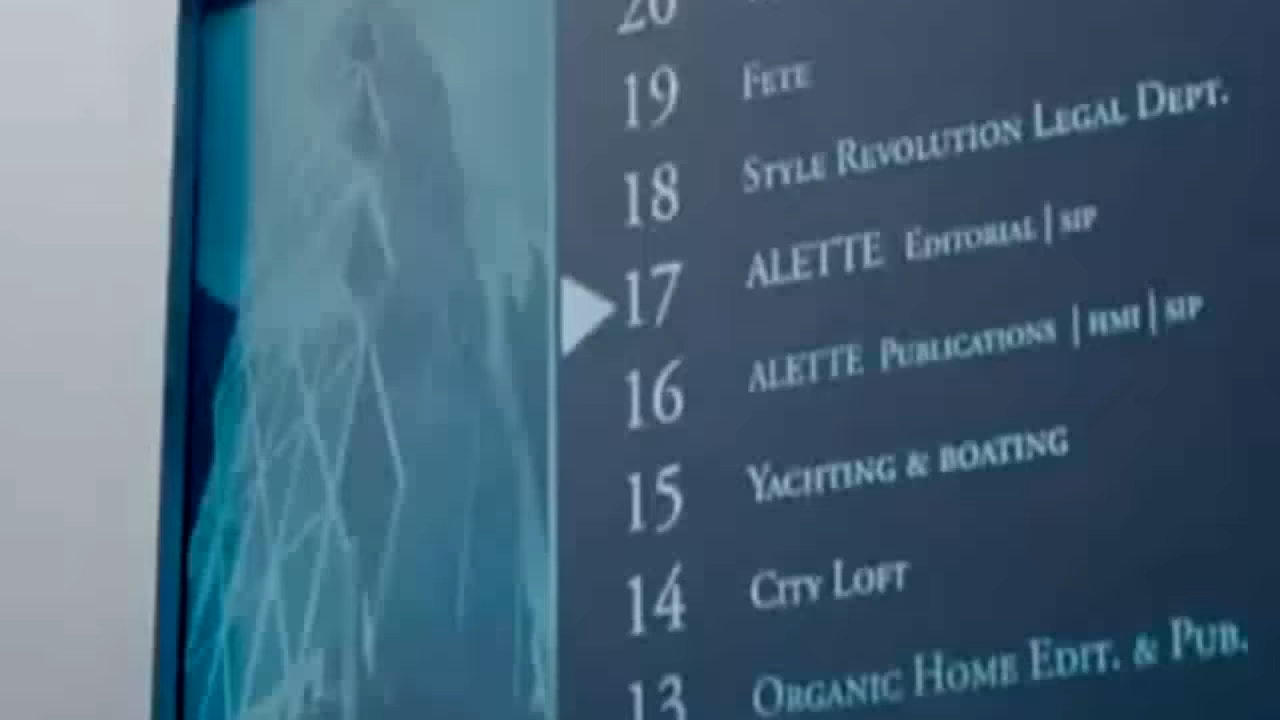 20
19 FETE
18 STYLE REVOLUTION LEGAL DEPT.
17 ALETTE EDITORIAL | SIP
16 ALETTE PUBLICATIONS | HMI | SIP
15 YACHTING & BOATING
14 CITY LOFT
13 ORGANIC HOME EDIT. & PUB.